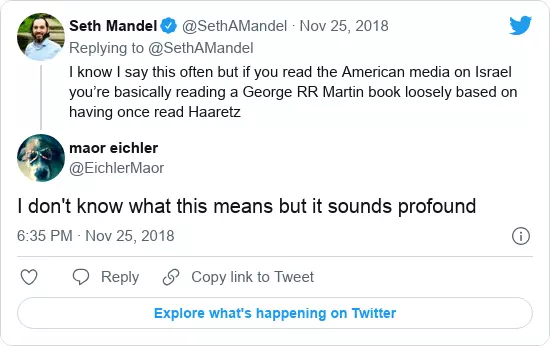 Seth Mandel @SethAMandel · Nov 25, 2018
Replying to @SethAMandel
I know I say this often but if you read the American media on Israel
you’re basically reading a George RR Martin book loosely based on
having once read Haaretz
maor eichler
@EichlerMaor
I don't know what this means but it sounds profound
6:35 PM · Nov 25, 2018
Reply Copy link to Tweet
Explore what's happening on Twitter